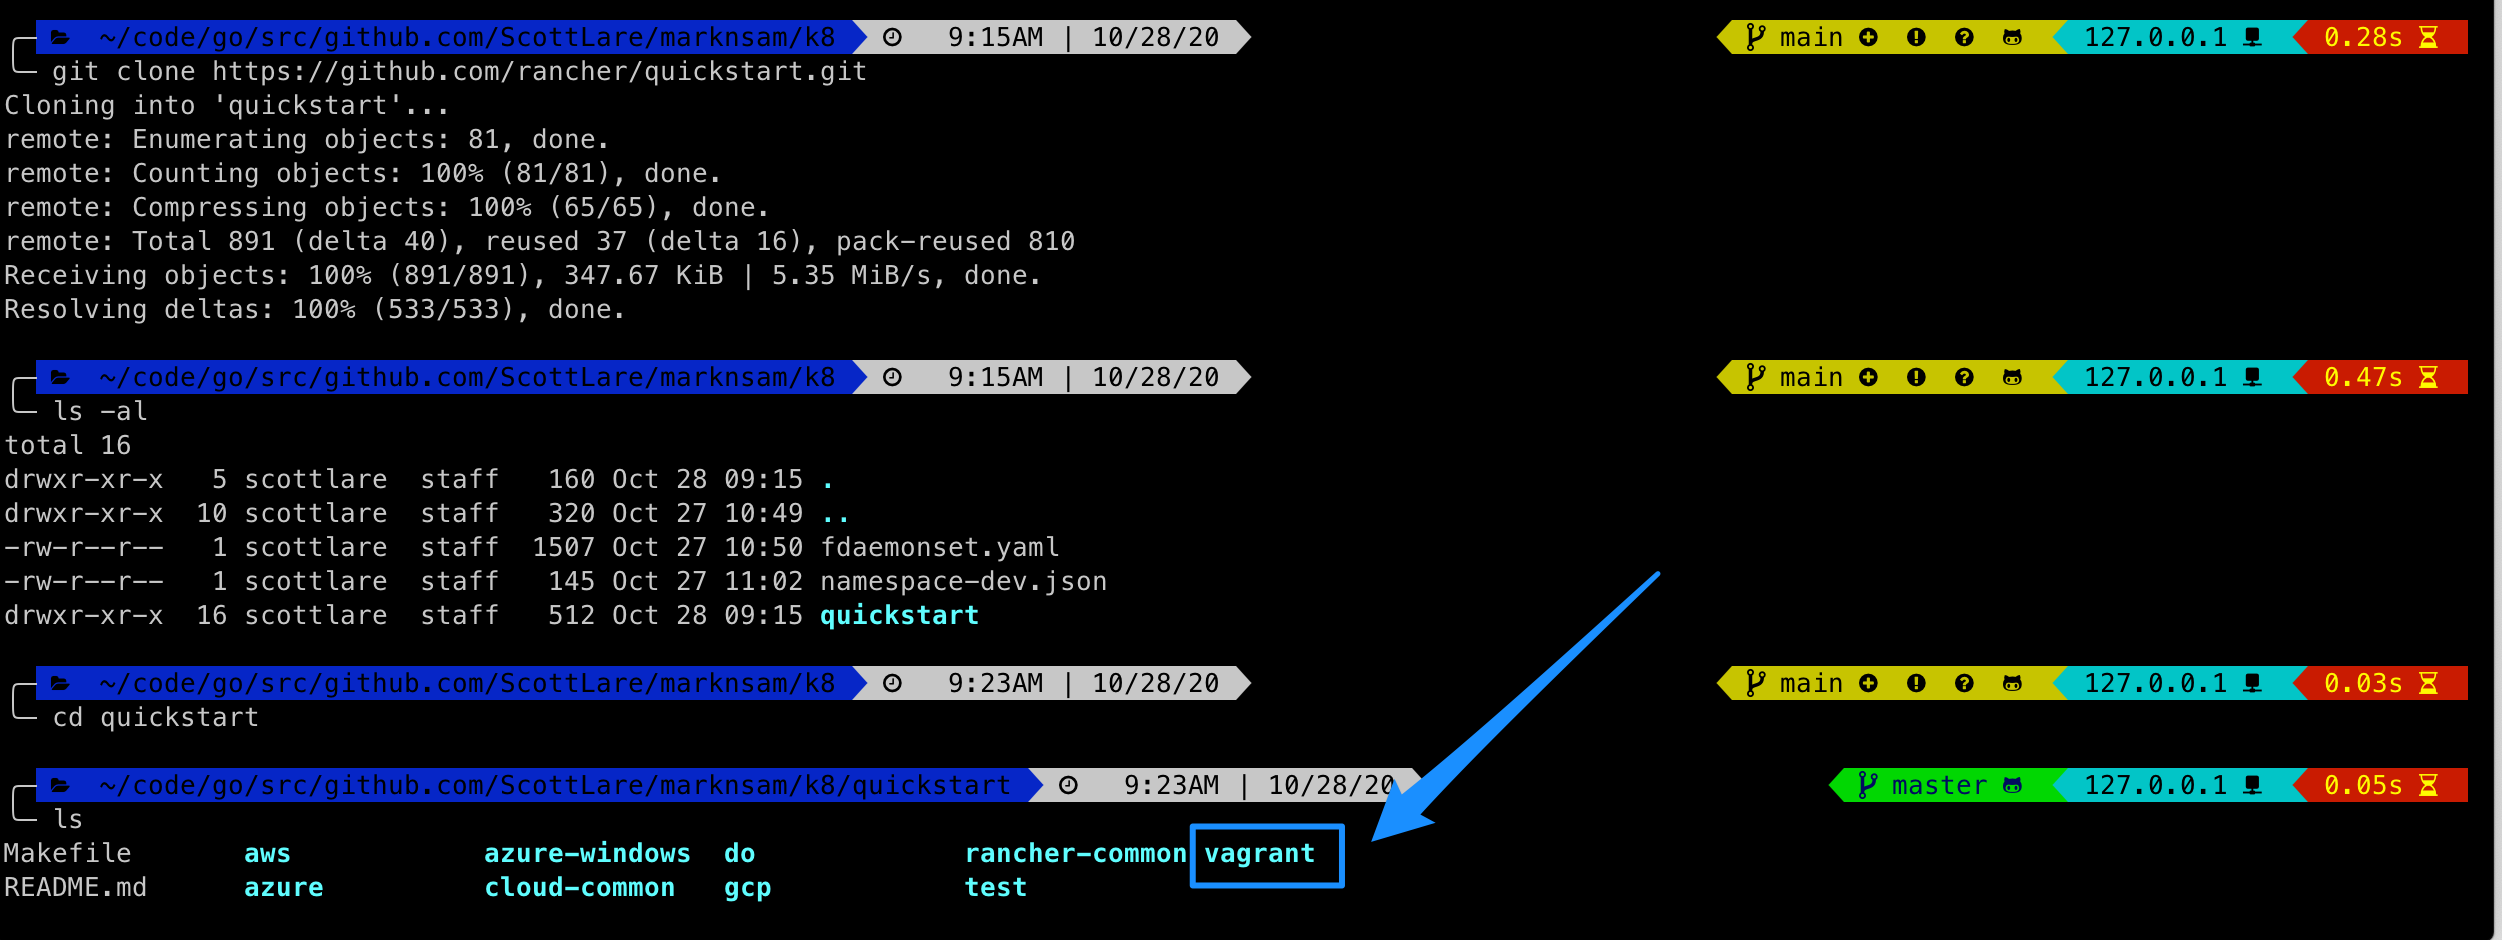 ~/code/go/src/github.com/ScottLare/marknsam/k8 9:15AM | 10/28/20 main 127.0.0.1 0.28s
git clone https://github.com/rancher/quickstart.git
Cloning into 'quickstart'...
remote: Enumerating objects: 81, done.
remote: Counting objects: 100% (81/81), done.
remote: Compressing objects: 100% (65/65), done.
remote: Total 891 (delta 40), reused 37 (delta 16), pack-reused 810
Receiving objects: 100% (891/891), 347.67 KiB | 5.35 MiB/s, done.
Resolving deltas: 100% (533/533), done.
~/code/go/src/github.com/ScottLare/marknsam/k8 9:15AM | 10/28/20 main 127.0.0.1 0.47s
ls -al
total 16
drwxr-xr-x 5 scottlare staff 160 Oct 28 09:15 .
drwxr-xr-x 10 scottlare staff 320 Oct 27 10:49 ..
-rw-r--r-- 1 scottlare staff 1507 Oct 27 10:50 fdaemonset.yaml
-rw-r--r-- 1 scottlare staff 145 Oct 27 11:02 namespace-dev.json
drwxr-xr-x 16 scottlare staff 512 Oct 28 09:15 quickstart
~/code/go/src/github.com/ScottLare/marknsam/k8 9:23AM | 10/28/20 main 127.0.0.1 0.03s
cd quickstart
~/code/go/src/github.com/ScottLare/marknsam/k8/quickstart 9:23AM | 10/28/20 master 127.0.0.1 0.05s
ls
Makefile aws azure-windows do rancher-common vagrant
README.md azure cloud-common gcp test